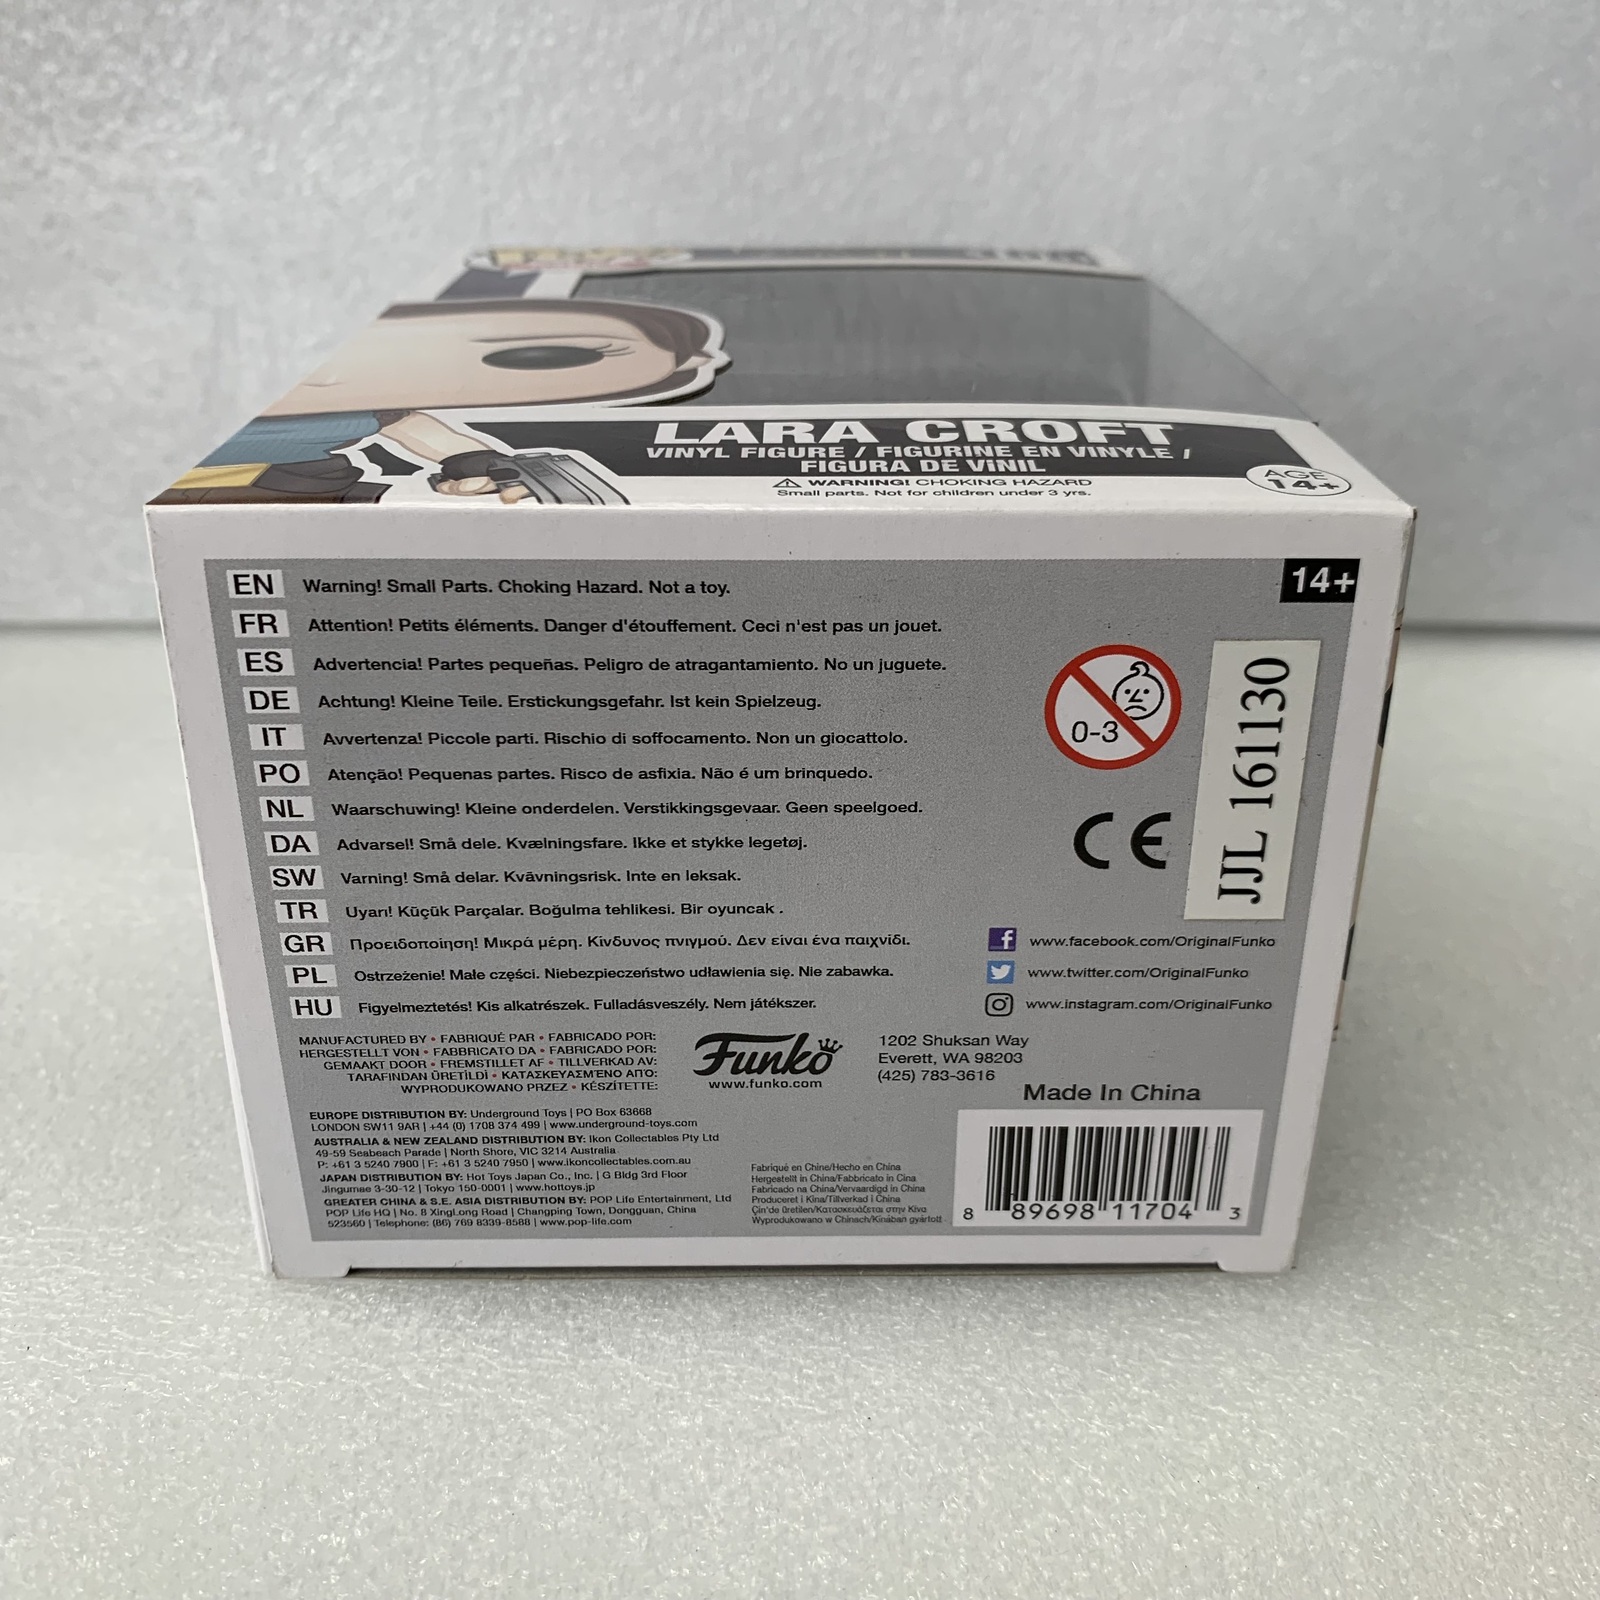 LARA CROFT
VINYL FIGURE / FIGURINE EN VINYLE /
FIGURA DE VINIL
WARNING! CHOKING HAZARD
Small parts. Not for children under 3 yrs.
AGE
14+
14+
EN Warning! Small Parts. Choking Hazard. Not a toy.
FR Attention! Petits éléments. Danger d'étouffement. Ceci n'est pas un jouet.
ES Advertencia! Partes pequeñas. Peligro de atragantamiento. No un juguete.
DE Achtung! Kleine Teile. Erstickungsgefahr. Ist kein Spielzeug.
IT Avvertenza! Piccole parti. Rischio di soffocamento. Non un giocattolo.
PO Atenção! Pequenas partes. Risco de asfixia. Não é um brinquedo.
NL Waarschuwing! Kleine onderdelen. Verstikkingsgevaar. Geen speelgoed.
DA Advarsel! Små dele. Kvælningsfare. Ikke et stykke legetøj.
SW Varning! Små delar. Kvävningsrisk. Inte en leksak.
TR Uyarı! Küçük Parçalar. Boğulma tehlikesi. Bir oyuncak .
GR Προειδοποίηση! Μικρά μέρη. Κίνδυνος πνιγμού. Δεν είναι ένα παιχνίδι.
PL Ostrzeżenie! Małe części. Niebezpieczeństwo udławienia się. Nie zabawka.
HU Figyelmeztetés! Kis alkatrészek. Fulladásveszély. Nem játékszer.
0-3
CE
JJL 161130
www.facebook.com/OriginalFunko
www.twitter.com/OriginalFunko
www.instagram.com/OriginalFunko
MANUFACTURED BY • FABRIQUÉ PAR • FABRICADO POR:
HERGESTELLT VON • FABBRICATO DA • FABRICADO POR:
GEMAAKT DOOR • FREMSTILLET AF • TILLVERKAD AV:
TARAFINDAN ÜRETİLDİ • ΚΑΤΑΣΚΕΥΑΣΜΈΝΟ ΑΠΌ:
WYPRODUKOWANO PRZEZ • KÉSZÍTETTE:
Funko
www.funko.com
1202 Shuksan Way
Everett, WA 98203
(425) 783-3616
Made In China
EUROPE DISTRIBUTION BY: Underground Toys | PO Box 63668
LONDON SW11 9AR | +44 (0) 1708 374 499 | www.underground-toys.com
AUSTRALIA & NEW ZEALAND DISTRIBUTION BY: Ikon Collectables Pty Ltd
49-59 Seabeach Parade | North Shore, VIC 3214 Australia
P: +61 3 5240 7900 | F: +61 3 5240 7950 | www.ikoncollectables.com.au
JAPAN DISTRIBUTION BY: Hot Toys Japan Co., Inc. | G Bldg 3rd Floor
Jingumae 3-30-12 | Tokyo 150-0001 | www.hottoys.jp
GREATER CHINA & S.E. ASIA DISTRIBUTION BY: POP Life Entertainment, Ltd
POP Life HQ | No. 8 XingLong Road | Changping Town, Dongguan, China
523560 | Telephone: (86) 769 8339-8588 | www.pop-life.com
Fabriqué en Chine/Hecho en China
Hergestellt in China/Fabbricato in Cina
Fabricado na China/Vervaardigd in China
Produceret i Kina/Tillverkad i China
Çin'de üretilen/Κατασκευάζεται στην Κίνα
Wyprodukowano w Chinach/Kínában gyártott
8 89698 11704 3